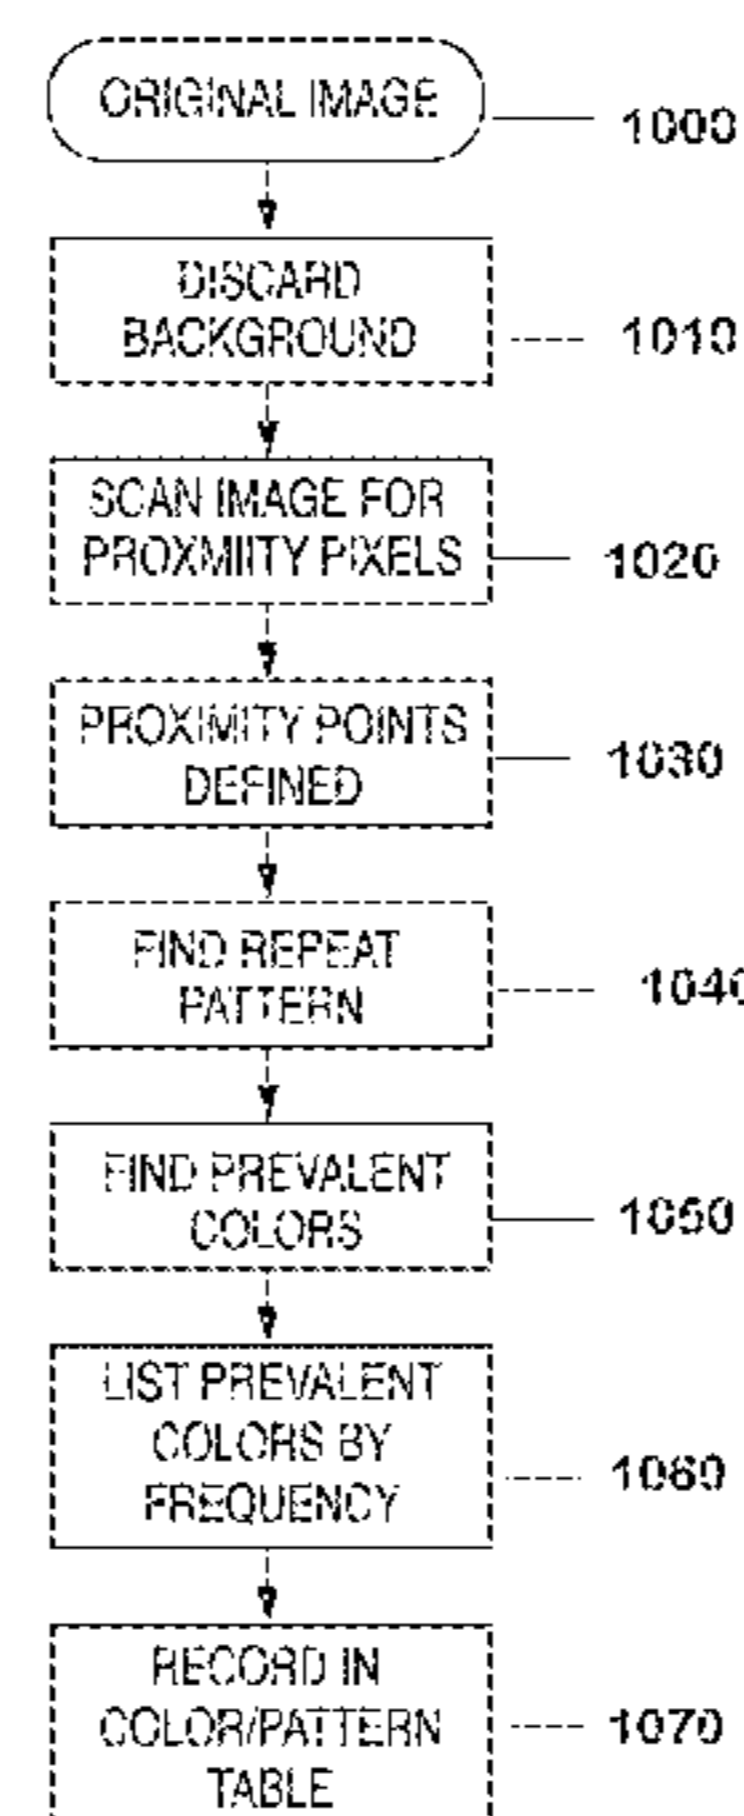 ORIGINAL IMAGE
1000
DISCARD
BACKGROUND
1010
SCAN IMAGE FOR
PROXMIITY PIXELS
1020
PROXIMITY POINTS
DEFINED
1030
FIND REPEAT
PATTERN
1040
FIND PREVALENT
COLORS
1050
LIST PREVALENT
COLORS BY
FREQUENCY
1060
RECORD IN
COLOR/PATTERN
TABLE
1070